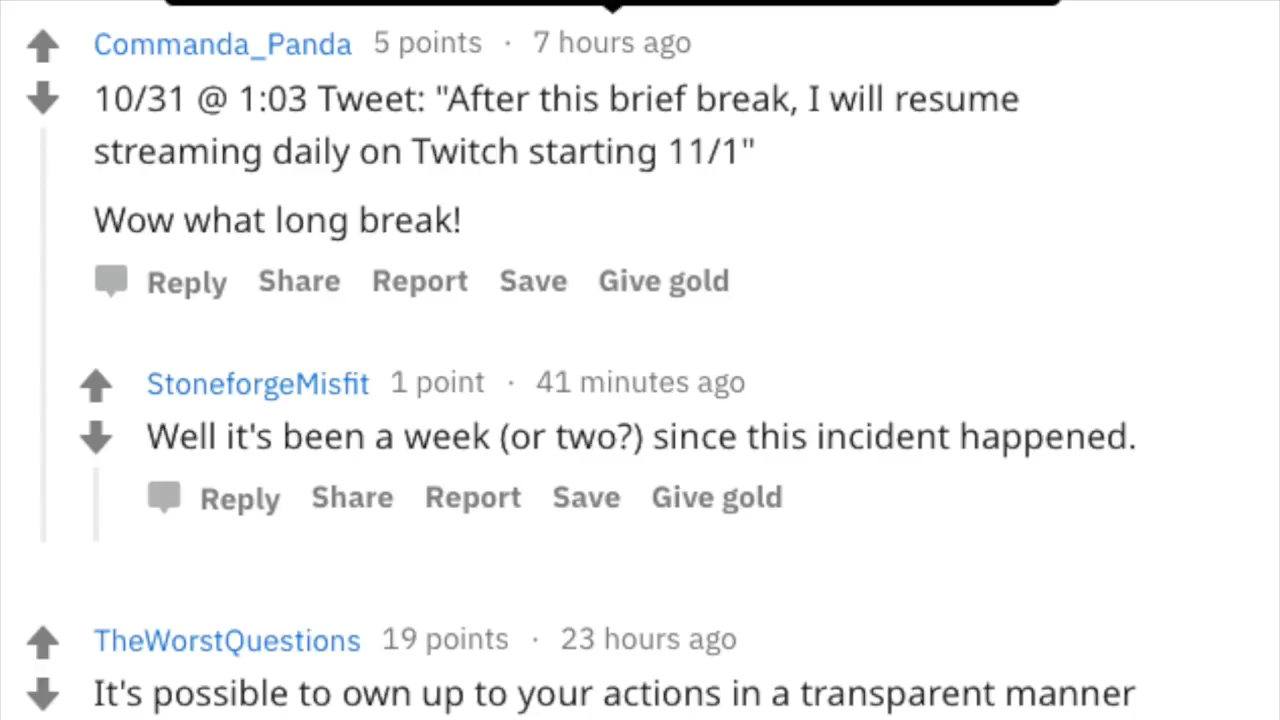 Commanda_Panda 5 points · 7 hours ago
10/31 @ 1:03 Tweet: "After this brief break, I will resume
streaming daily on Twitch starting 11/1"
Wow what long break!
Reply Share Report Save Give gold
StoneforgeMisfit 1 point · 41 minutes ago
Well it's been a week (or two?) since this incident happened.
Reply Share Report Save Give gold
TheWorstQuestions 19 points · 23 hours ago
It's possible to own up to your actions in a transparent manner